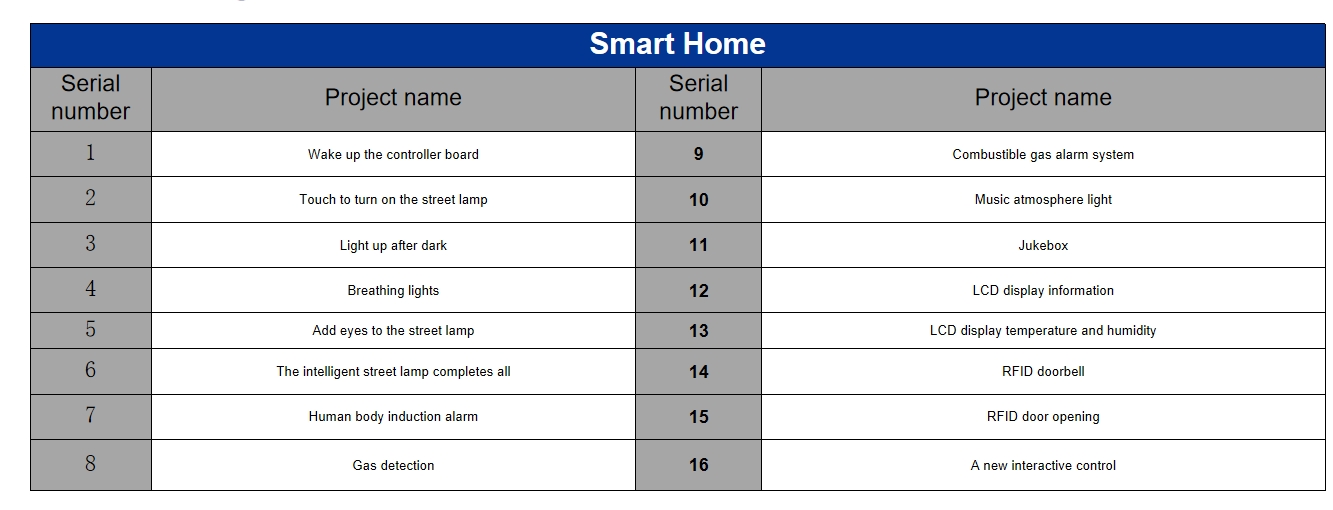 Smart Home
Serial number Project name Serial number Project name
1 Wake up the controller board 9 Combustible gas alarm system
2 Touch to turn on the street lamp 10 Music atmosphere light
3 Light up after dark 11 Jukebox
4 Breathing lights 12 LCD display information
5 Add eyes to the street lamp 13 LCD display temperature and humidity
6 The intelligent street lamp completes all 14 RFID doorbell
7 Human body induction alarm 15 RFID door opening
8 Gas detection 16 A new interactive control